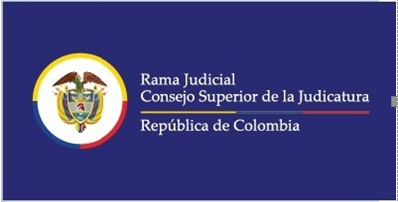 Rama Judicial
Consejo Superior de la Judicatura
República de Colombia